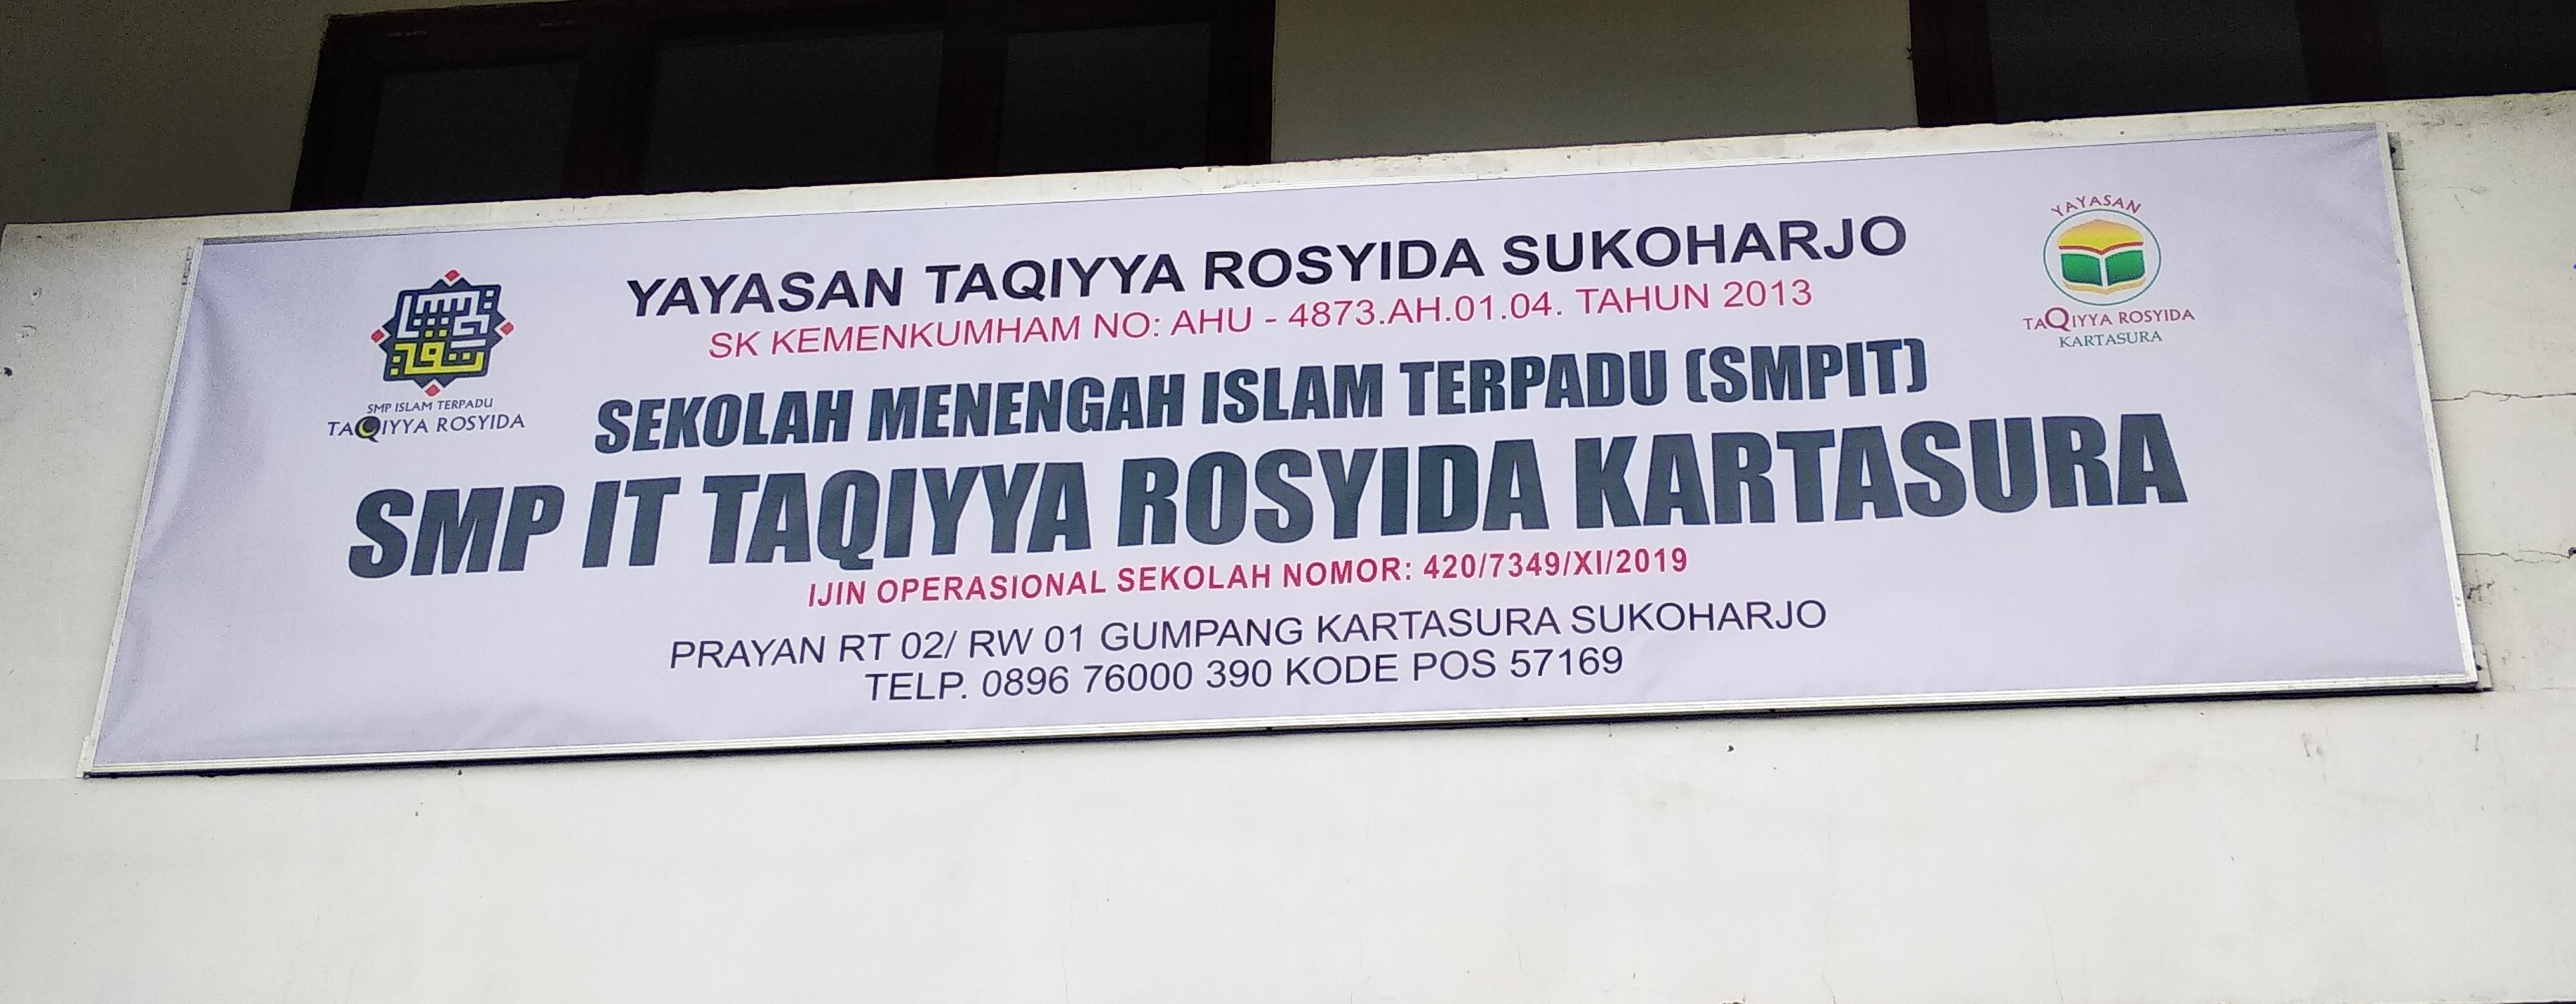 YAYASAN TAQIYYA ROSYIDA SUKOHARJO
SK KEMENKUMHAM NO: AHU - 4873.AH.01.04. TAHUN 2013
SEKOLAH MENENGAH ISLAM TERPADU (SMPIT)
SMP IT TAQIYYA ROSYIDA KARTASURA
IJIN OPERASIONAL SEKOLAH NOMOR: 420/7349/XI/2019
PRAYAN RT 02/ RW 01 GUMPANG KARTASURA SUKOHARJO
TELP. 0896 76000 390 KODE POS 57169
SMP ISLAM TERPADU
TAQIYYA ROSYIDA
YAYASAN
TAQIYYA ROSYIDA
KARTASURA